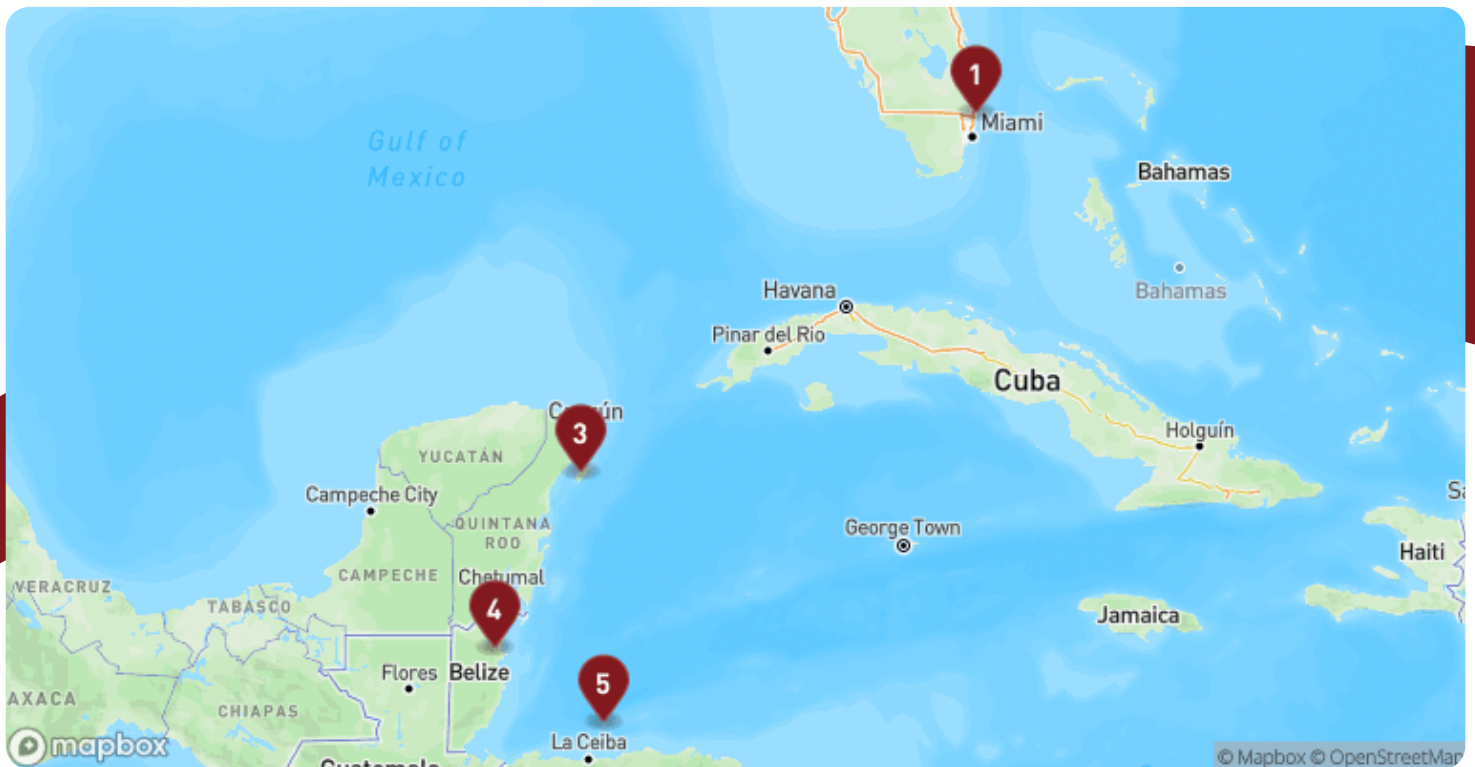 1
Miami
Gulf of
Mexico
Bahamas
Bahamas
Havana
Pinar del Rio
Cuba
Holguín
3
YUCATÁN
Campeche City
QUINTANA
ROO
George Town
Haiti
CAMPECHE
Chetumal
VERACRUZ
TABASCO
4
Jamaica
Flores
Belize
5
CHIAPAS
La Ceiba
mapbox
© Mapbox © OpenStreetMap